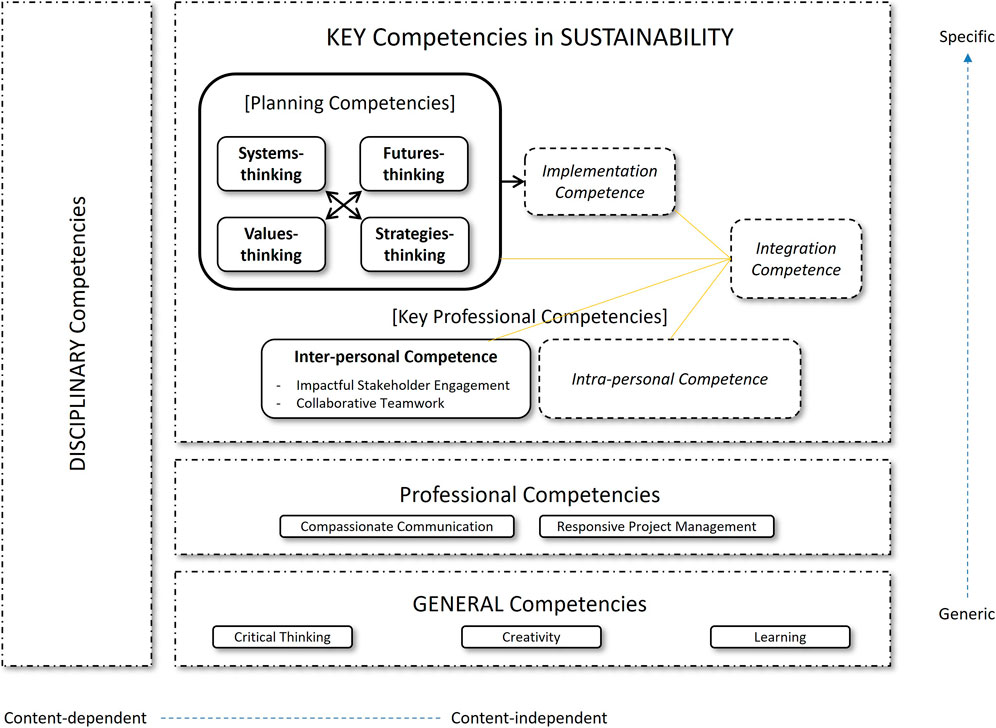 KEY Competencies in SUSTAINABILITY
Specific
[Planning Competencies]
Systems-
thinking
Futures-
thinking
Values-
thinking
Strategies-
thinking
Implementation
Competence
Integration
Competence
[Key Professional Competencies]
Inter-personal Competence
- Impactful Stakeholder Engagement
- Collaborative Teamwork
Intra-personal Competence
DISCIPLINARY Competencies
Professional Competencies
Compassionate Communication
Responsive Project Management
GENERAL Competencies
Critical Thinking
Creativity
Learning
Generic
Content-dependent
Content-independent